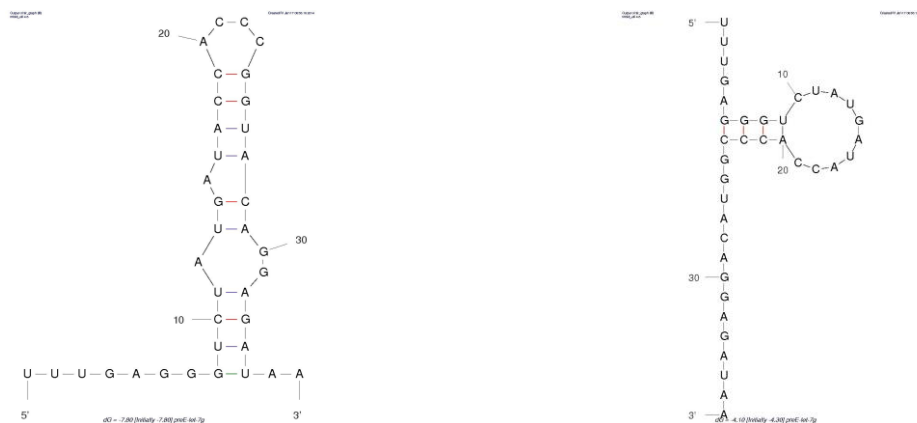 C C
20 A C
C G
C G
A U
U A
A
G C
U A
30
A G
G
U A
10 C G
U A
U U U G A G G G G U A A
5' 3'
dG = -7.80 [Initially -7.80] preE-let-7g
5' U
U
U
G
A
10
C U A
G G G U U G
C C C A A
20 C C A U
G
G
U
A
C
A
30 G
G
A
G
A
U
A
3' A
dG = -4.10 [Initially -4.30] preE-let-7g